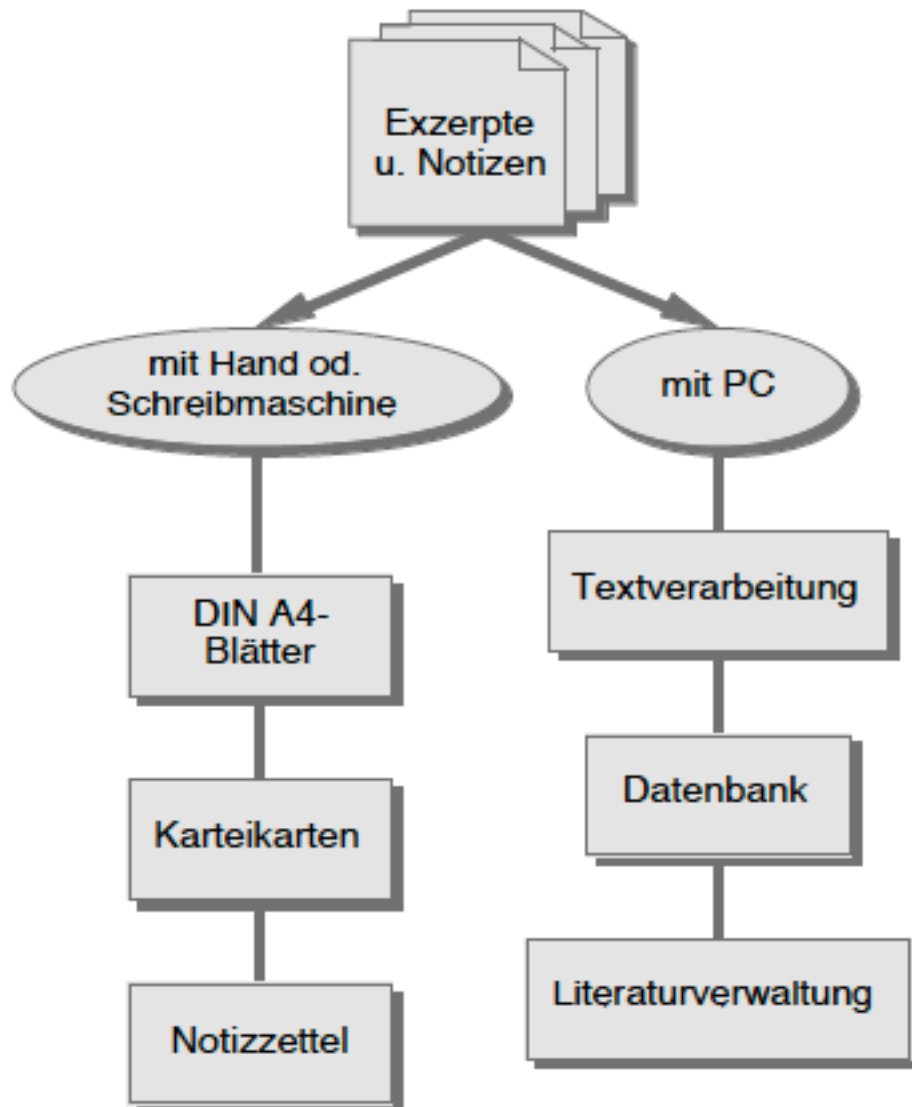 Exzerpte
u. Notizen
mit Hand od.
Schreibmaschine
mit PC
DIN A4-
Blätter
Karteikarten
Notizzettel
Textverarbeitung
Datenbank
Literaturverwaltung